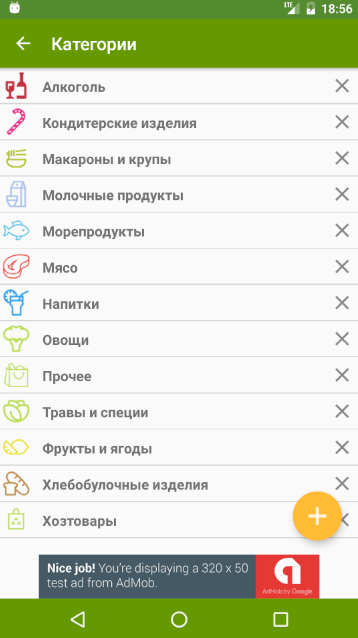 LTE 18:56
Категории
Алкоголь
Кондитерские изделия
Макароны и крупы
Молочные продукты
Морепродукты
Мясо
Напитки
Овощи
Прочее
Травы и специи
Фрукты и ягоды
Хлебобулочные изделия
Хозтовары
Nice job! You're displaying a 320 x 50
test ad from AdMob.
AdMob by Google